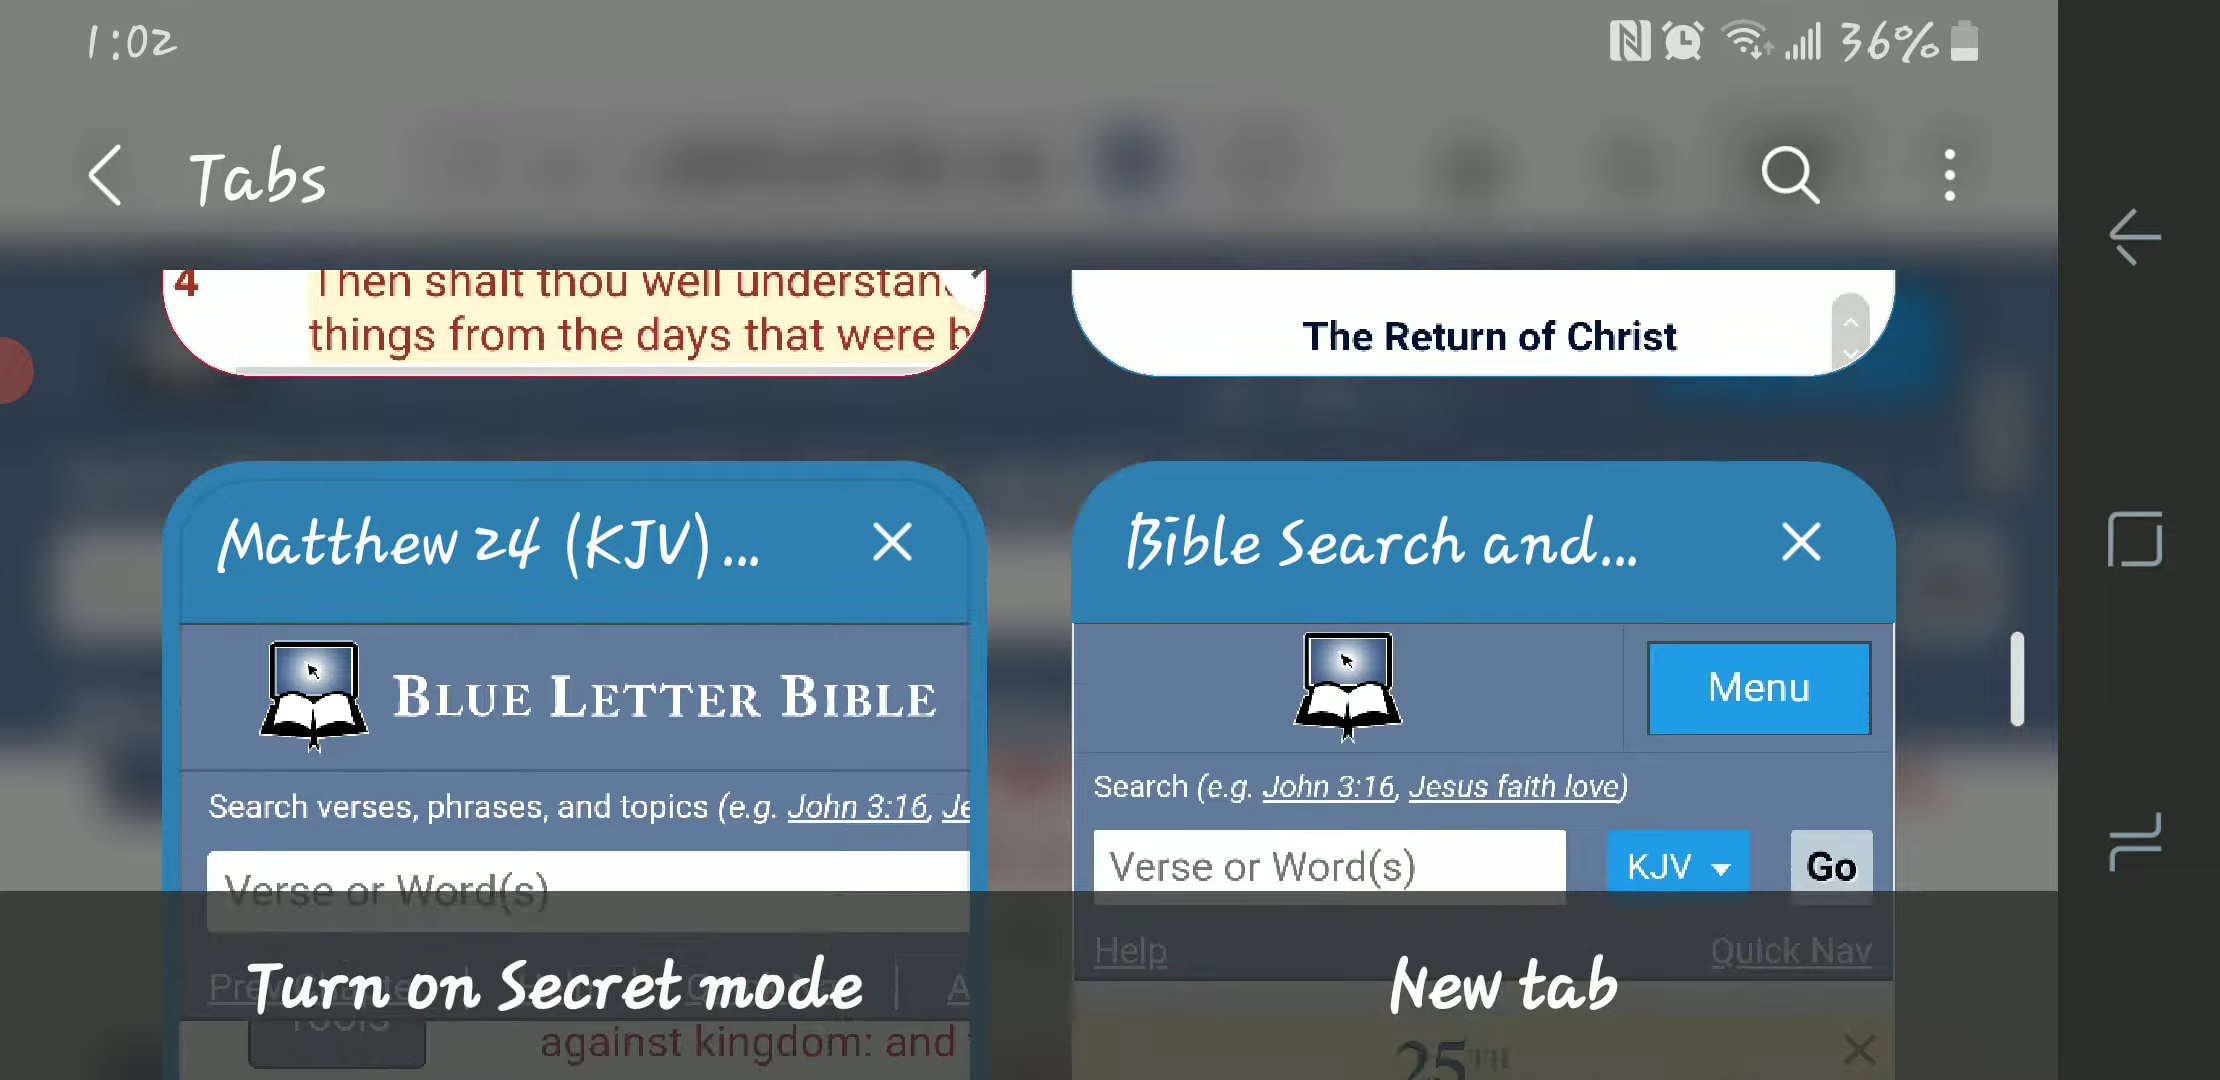 1:02
36%
Tabs
4 Then shalt thou well understan
things from the days that were b
The Return of Christ
Matthew 24 (KJV)...
Bible Search and...
BLUE LETTER BIBLE
Menu
Search verses, phrases, and topics (e.g. John 3:16, Je
Search (e.g. John 3:16, Jesus faith love)
Verse or Word(s)
Verse or Word(s)
KJV
Go
Help
Quick Nav
Turn on Secret mode
New tab
Tools
against kingdom: and
25TH